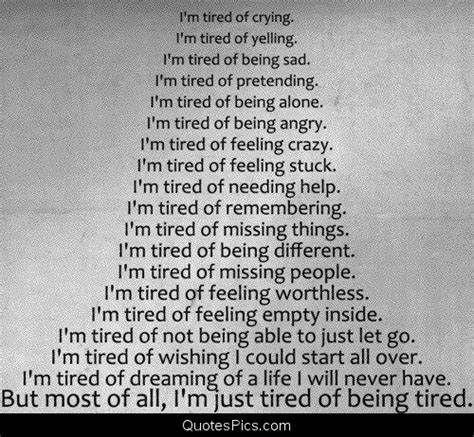 I'm tired of crying.
I'm tired of yelling.
I'm tired of being sad.
I'm tired of pretending.
I'm tired of being alone.
I'm tired of being angry.
I'm tired of feeling crazy.
I'm tired of feeling stuck.
I'm tired of needing help.
I'm tired of remembering.
I'm tired of missing things.
I'm tired of being different.
I'm tired of missing people.
I'm tired of feeling worthless.
I'm tired of feeling empty inside.
I'm tired of not being able to just let go.
I'm tired of wishing I could start all over.
I'm tired of dreaming of a life I will never have.
But most of all, I'm just tired of being tired.
QuotesPics.com